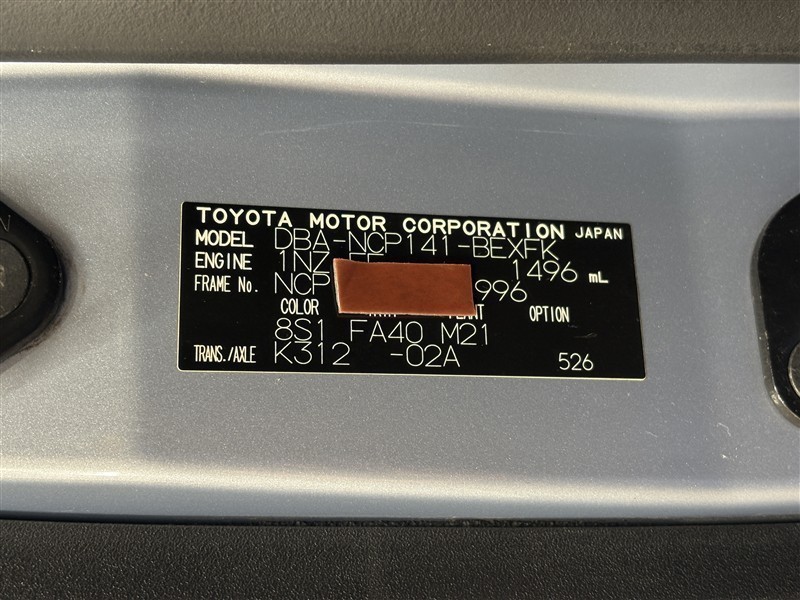 TOYOTA MOTOR CORPORATION JAPAN
MODEL DBA-NCP141-BEXFK
ENGINE 1NZ 1496 mL
FRAME No. NCP 996
COLOR OPTION
8S1 FA40 M21
TRANS./AXLE K312 -02A 526